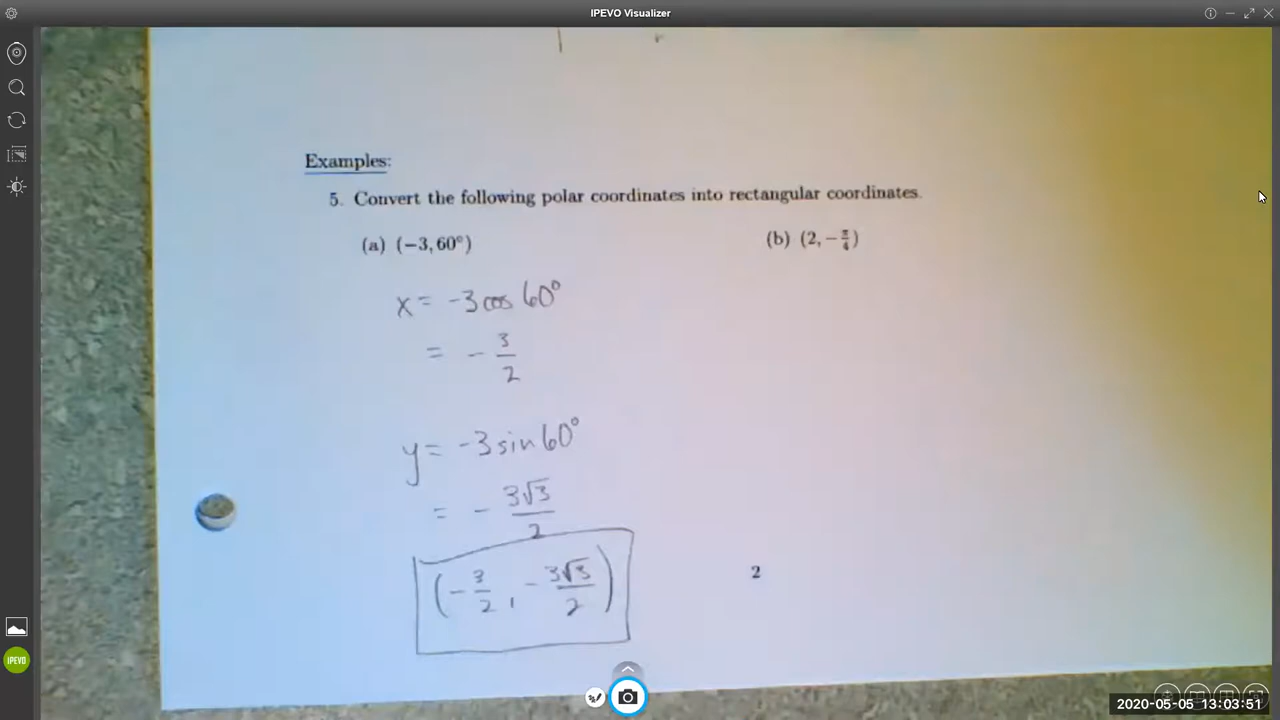 IPEVO Visualizer
Examples:
5. Convert the following polar coordinates into rectangular coordinates.
(a) (−3, 60°)
(b) (2, −π/4)
x = -3 cos 60°
= - 3/2
y = -3 sin 60°
= - 3√3/2
(- 3/2, - 3√3/2)
2
IPEVO
2020-05-05 13:03:51